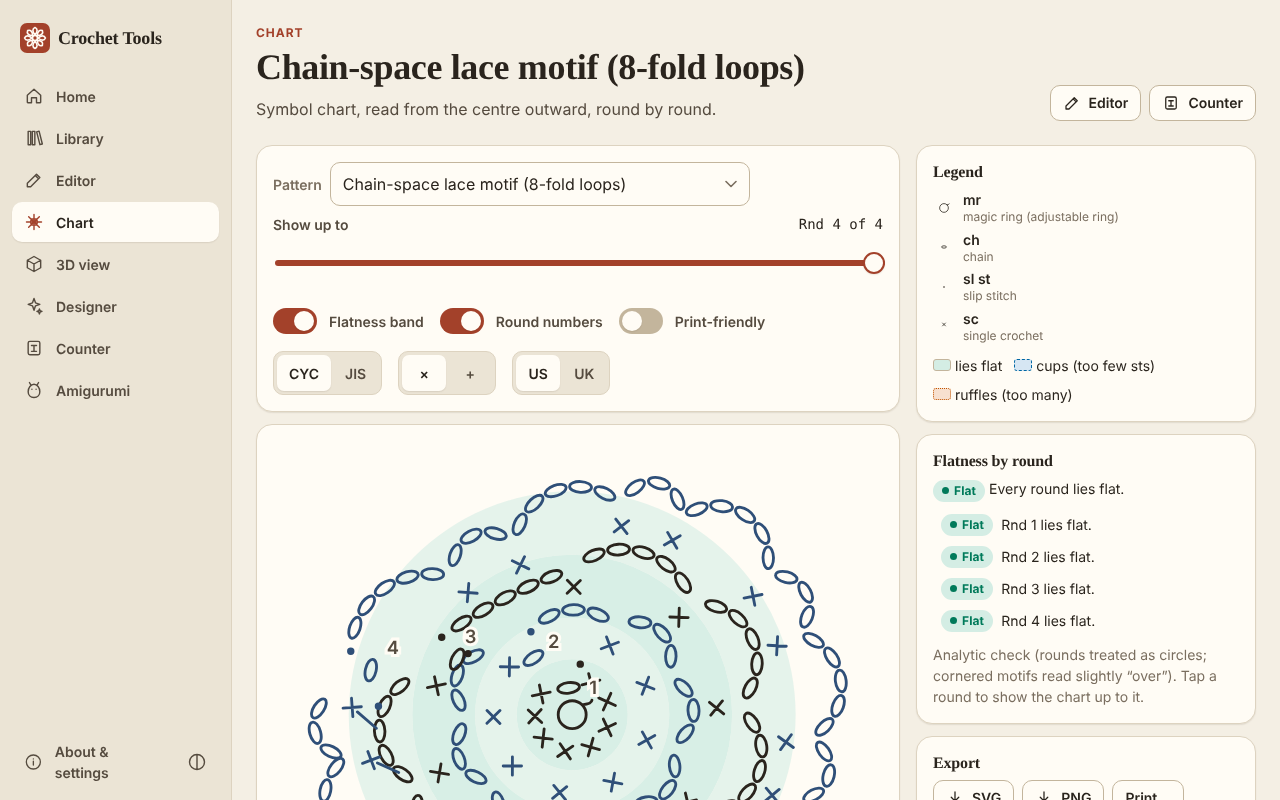 Crochet Tools
Home
Library
Editor
Chart
3D view
Designer
Counter
Amigurumi
About &
settings
CHART
Chain-space lace motif (8-fold loops)
Symbol chart, read from the centre outward, round by round.
Editor
Counter
Pattern
Chain-space lace motif (8-fold loops)
Show up to
Rnd 4 of 4
Flatness band
Round numbers
Print-friendly
CYC
JIS
×
+
US
UK
4
3
2
1
Legend
mr
magic ring (adjustable ring)
ch
chain
sl st
slip stitch
sc
single crochet
lies flat
cups (too few sts)
ruffles (too many)
Flatness by round
Flat Every round lies flat.
Flat Rnd 1 lies flat.
Flat Rnd 2 lies flat.
Flat Rnd 3 lies flat.
Flat Rnd 4 lies flat.
Analytic check (rounds treated as circles;
cornered motifs read slightly “over”). Tap a
round to show the chart up to it.
Export
SVG
PNG
Print…